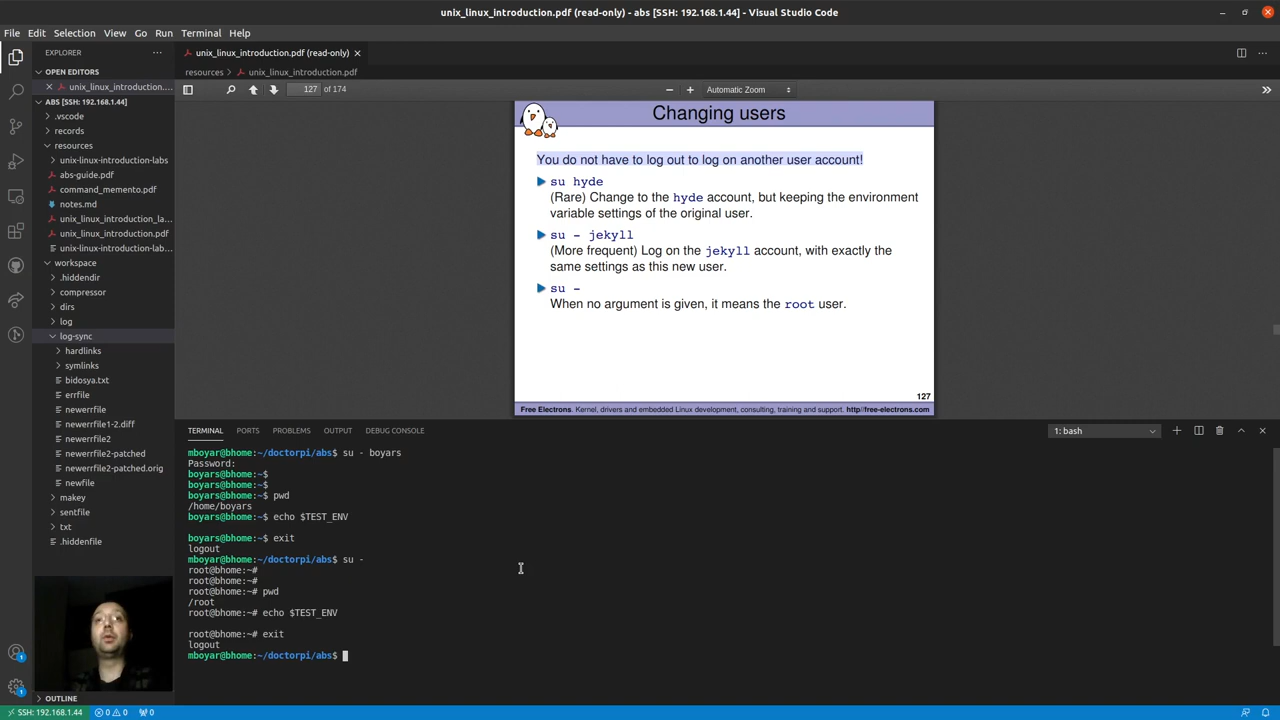 unix_linux_introduction.pdf (read-only) - abs [SSH: 192.168.1.44] - Visual Studio Code
File Edit Selection View Go Run Terminal Help
EXPLORER
OPEN EDITORS
unix_linux_introduction....
ABS [SSH: 192.168.1.44]
.vscode
records
resources
unix-linux-introduction-labs
abs-guide.pdf
command_memento.pdf
notes.md
unix_linux_introduction_la...
unix_linux_introduction.pdf
unix-linux-introduction-lab...
workspace
.hiddendir
compressor
dirs
log
log-sync
hardlinks
symlinks
bidosya.txt
errfile
newerrfile
newerrfile1-2.diff
newerrfile2
newerrfile2-patched
newerrfile2-patched.orig
newfile
makey
sentfile
txt
.hiddenfile
OUTLINE
unix_linux_introduction.pdf (read-only)
resources > unix_linux_introduction.pdf
127 of 174
Automatic Zoom
Changing users
You do not have to log out to log on another user account!
su hyde
(Rare) Change to the hyde account, but keeping the environment
variable settings of the original user.
su - jekyll
(More frequent) Log on the jekyll account, with exactly the
same settings as this new user.
su -
When no argument is given, it means the root user.
127
Free Electrons. Kernel, drivers and embedded Linux development, consulting, training and support. http//free-electrons.com
TERMINAL PORTS PROBLEMS OUTPUT DEBUG CONSOLE
1: bash
mboyar@bhome:~/doctorpi/abs$ su - boyars
Password:
boyars@bhome:~$
boyars@bhome:~$
boyars@bhome:~$ pwd
/home/boyars
boyars@bhome:~$ echo $TEST_ENV
boyars@bhome:~$ exit
logout
mboyar@bhome:~/doctorpi/abs$ su -
root@bhome:~#
root@bhome:~#
root@bhome:~# pwd
/root
root@bhome:~# echo $TEST_ENV
root@bhome:~# exit
logout
mboyar@bhome:~/doctorpi/abs$
1
1
SSH: 192.168.1.44 0 0 0